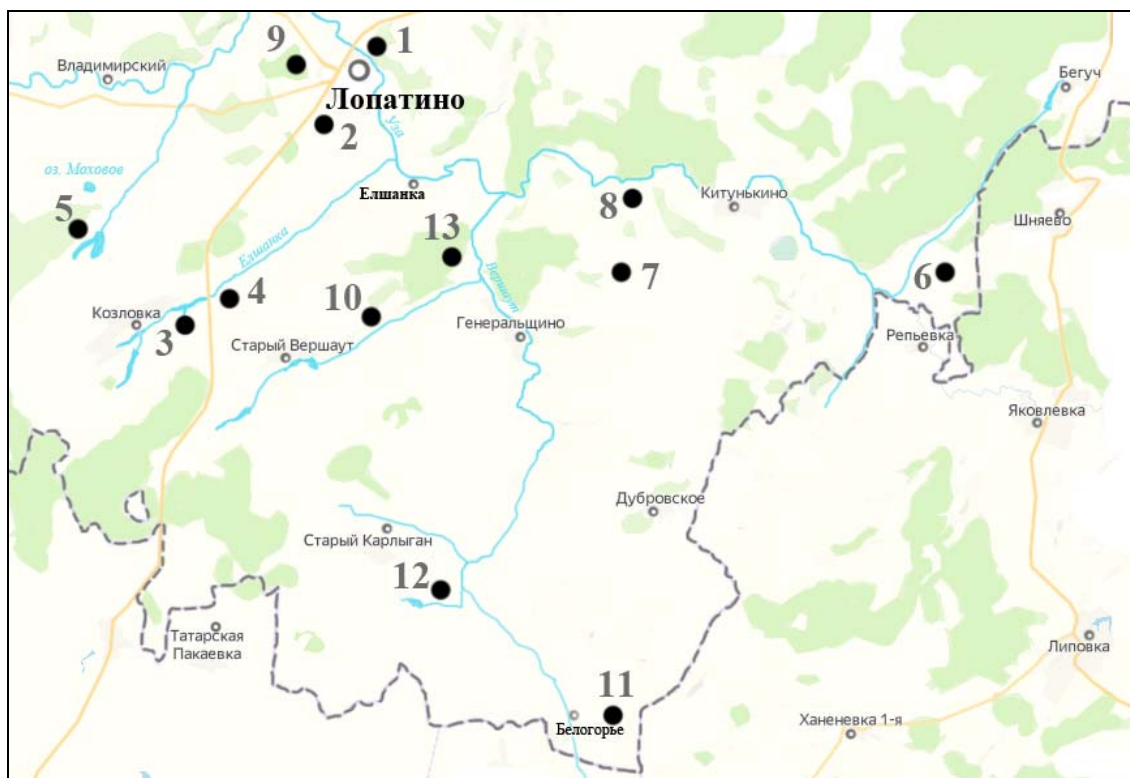 9
1
Владимирский
Бегуч
Лопатино
Уза
2
оз. Маховое
Елшанка
8
Китунькино
5
Шняево
13
Елшанка
Вершаут
7
6
4
10
Козловка
3
Генеральщино
Старый Вершаут
Репьевка
Яковлевка
Дубровское
Старый Карлыган
12
Татарская
Пакаевка
Липовка
11
Белогорье
Ханеневка 1-я